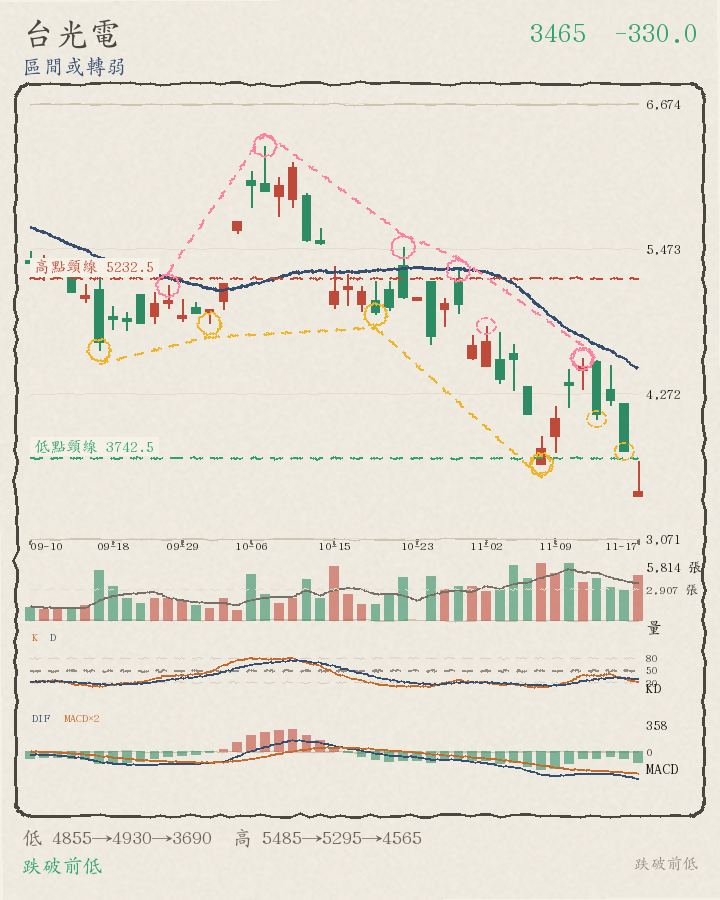 台光電
3465 -330.0
區間或轉弱
6,674
高點頸線 5232.5
5,473
4,272
低點頸線 3742.5
3,071
09-10 09-18 09-29 10-06 10-15 10-23 11-02 11-09 11-17
5,814 張
2,907 張
量
K D
80
50
20
KD
DIF MACD×2
358
0
MACD
低 4855→4930→3690 高 5485→5295→4565
跌破前低
跌破前低